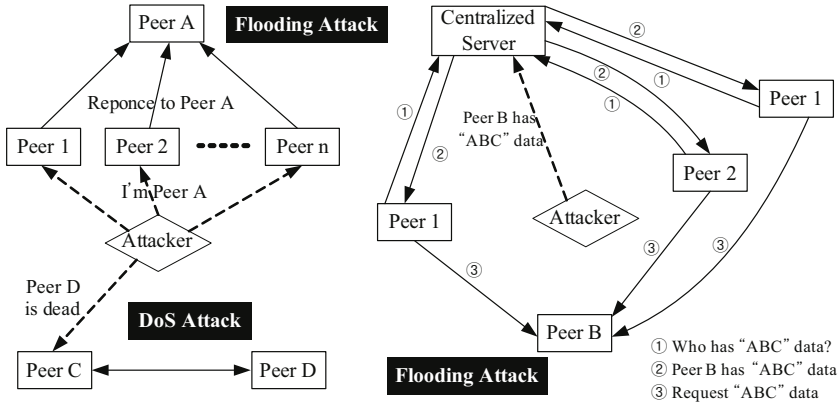 Peer A
Flooding Attack
Reponce to Peer A
Peer 1
Peer 2
Peer n
I'm Peer A
Attacker
Peer D
is dead
DoS Attack
Peer C
Peer D
Centralized
Server
②
①
②
①
Peer 1
①
②
Peer B has
"ABC" data
Peer 2
Peer 1
Attacker
③
③
③
Peer B
Flooding Attack
① Who has "ABC" data?
② Peer B has "ABC" data
③ Request "ABC" data